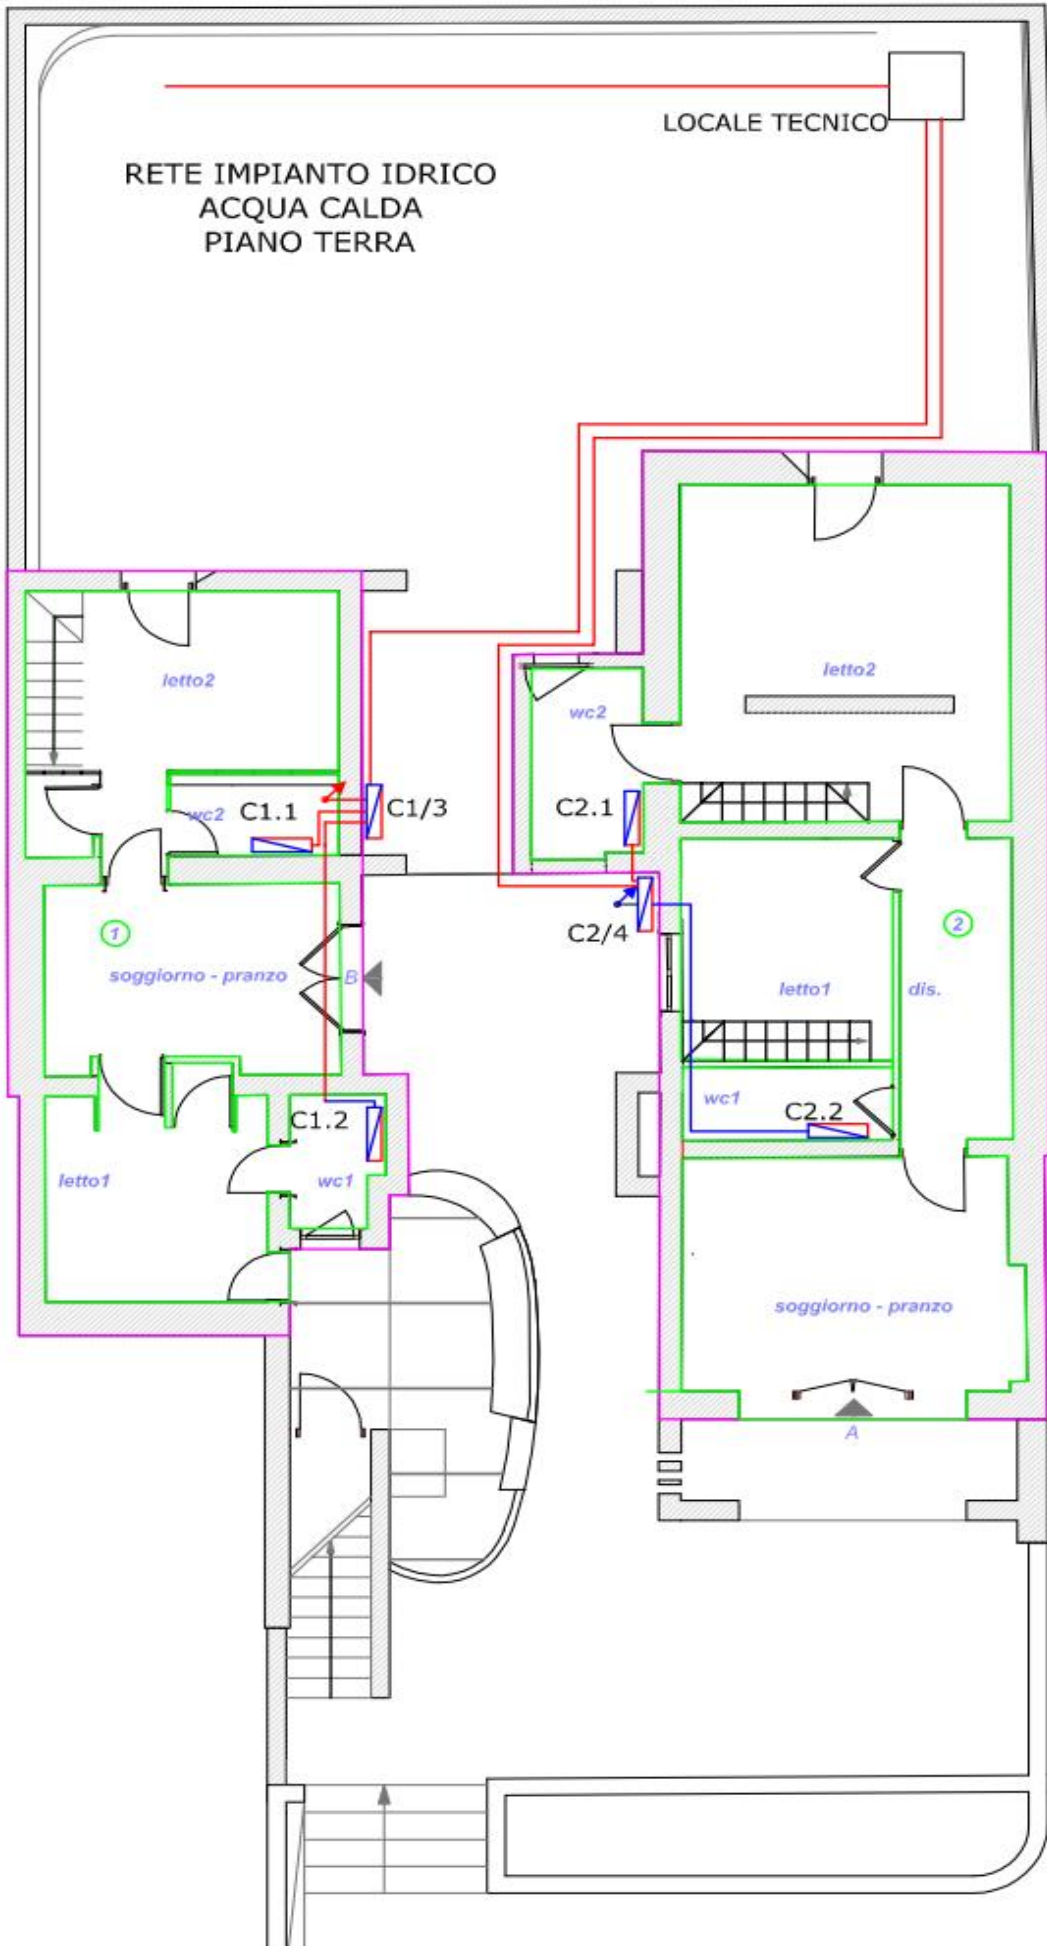 LOCALE TECNICO
RETE IMPIANTO IDRICO
ACQUA CALDA
PIANO TERRA
letto2
letto2
wc2
wc2
C1.1
C1/3
C2.1
1
C2/4
2
soggiorno - pranzo
B
letto1
dis.
wc1
C2.2
C1.2
letto1
wc1
soggiorno - pranzo
A